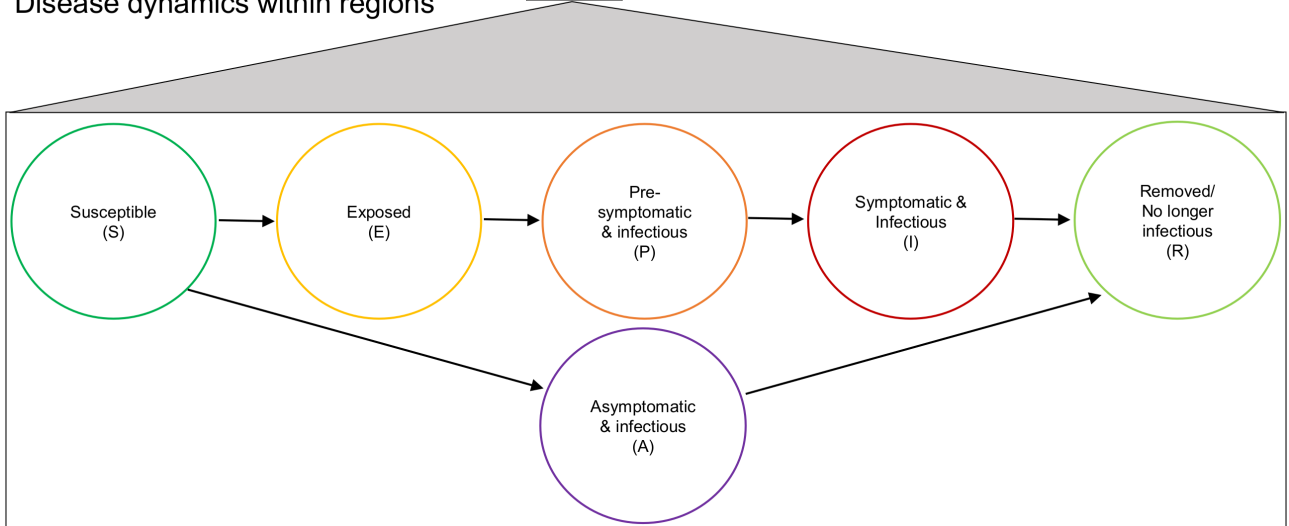 Disease dynamics within regions
Susceptible
(S)
Exposed
(E)
Pre-
symptomatic
& infectious
(P)
Symptomatic &
Infectious
(I)
Removed/
No longer
infectious
(R)
Asymptomatic
& infectious
(A)